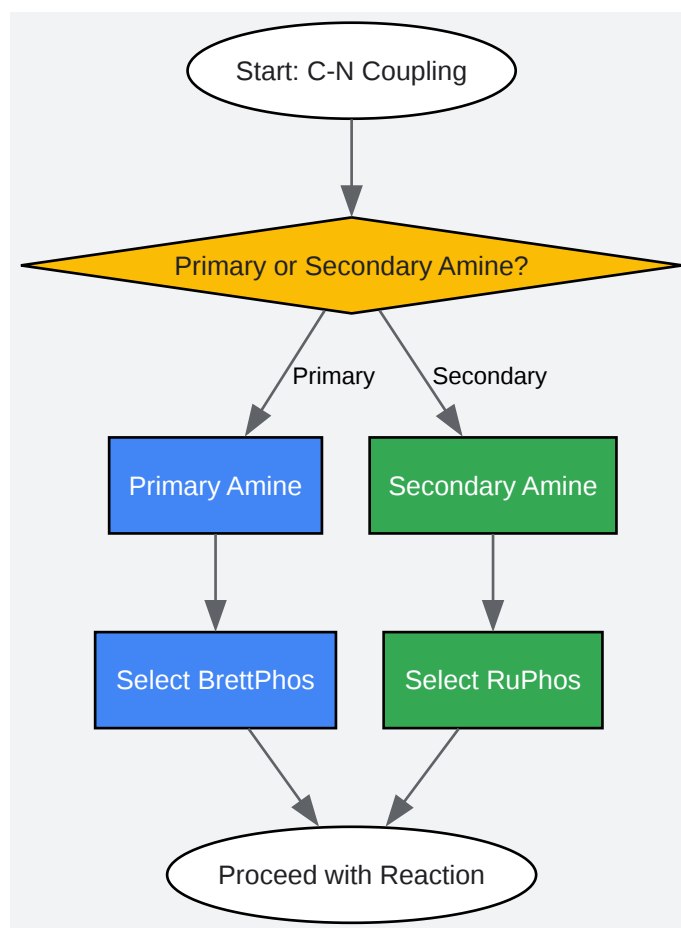 Start: C-N Coupling
Primary or Secondary Amine?
Primary
Secondary
Primary Amine
Secondary Amine
Select BrettPhos
Select RuPhos
Proceed with Reaction